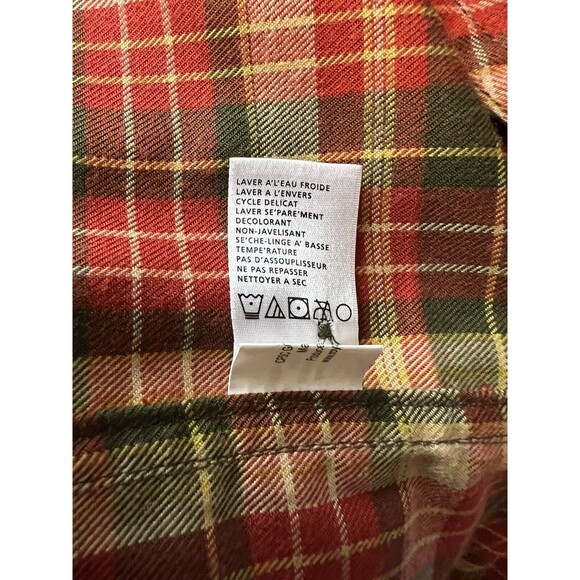 LAVER A'L'EAU FROIDE
LAVER A L'ENVERS
CYCLE DELICAT
LAVER SE'PARE'MENT
DECOLORANT
NON-JAVELISANT
SE'CHE-LINGE A' BASSE
TEMPE'RATURE
PAS D'ASSOUPLISSEUR
NE PAS REPASSER
NETTOYER A SEC